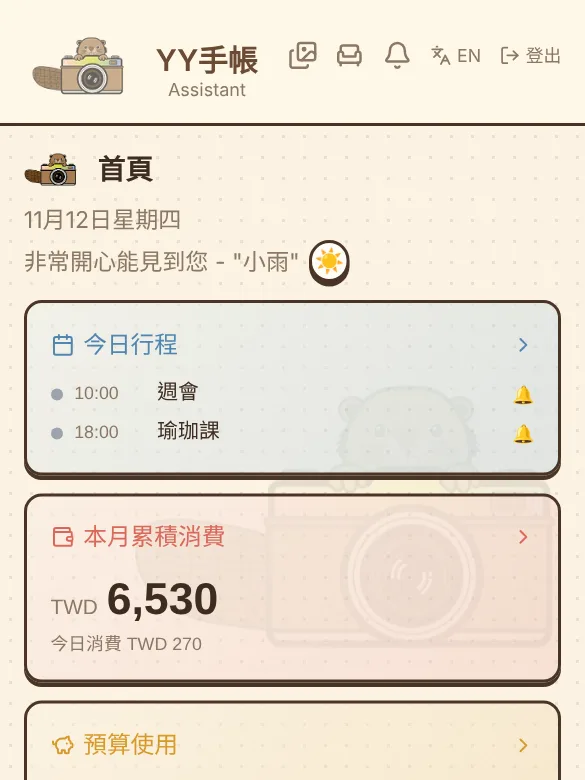 YY手帳
Assistant
EN
登出
首頁
11月12日星期四
非常開心能見到您 - "小雨"
今日行程
10:00 週會
18:00 瑜珈課
本月累積消費
TWD 6,530
今日消費 TWD 270
預算使用